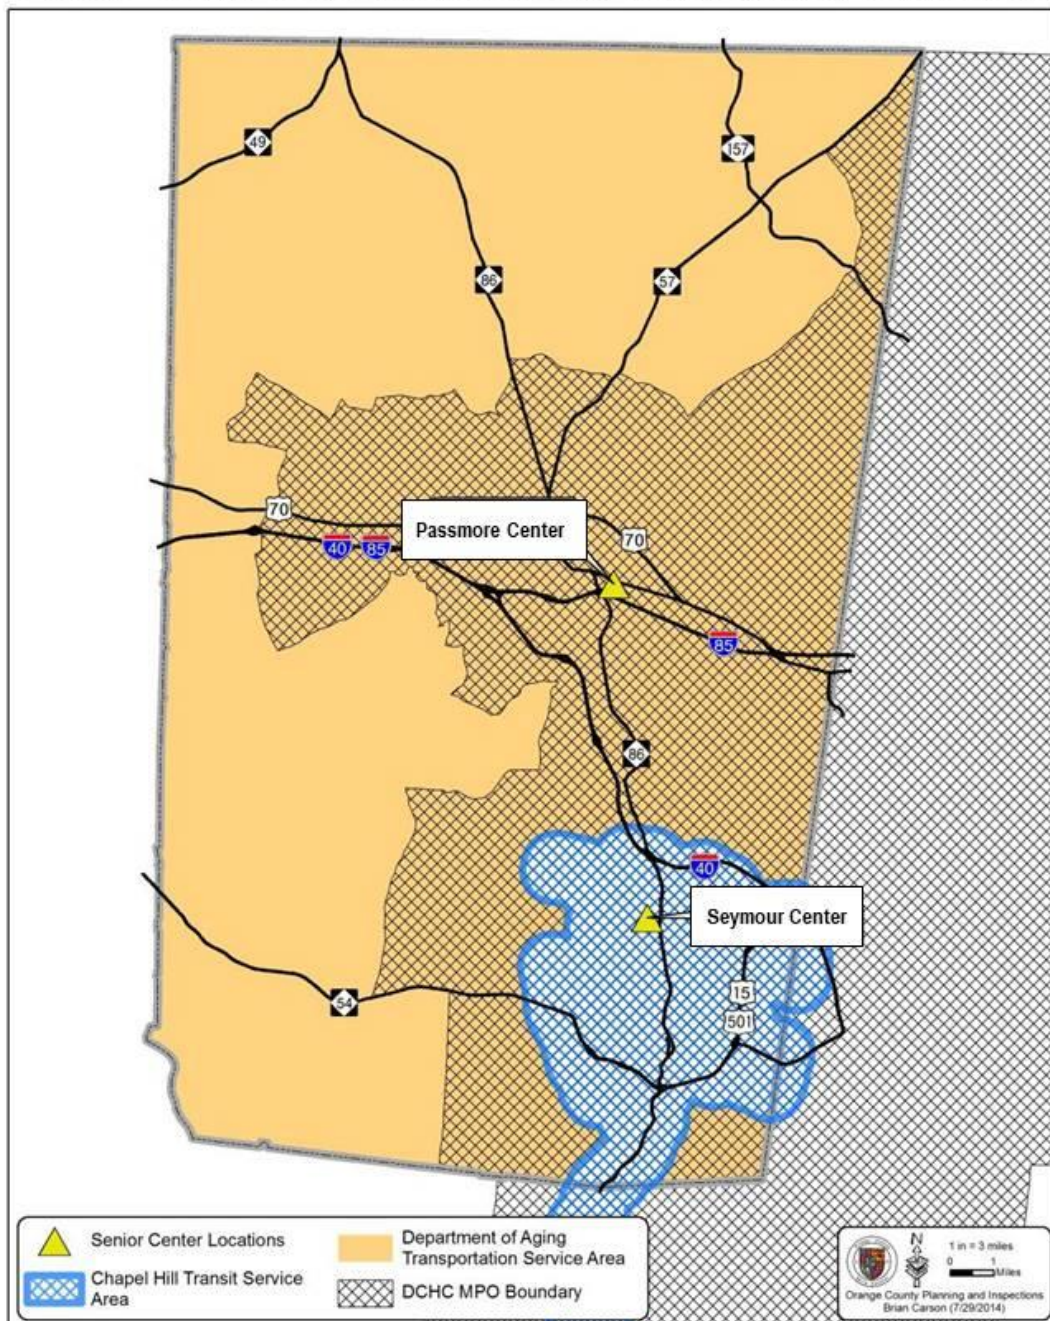 49
157
86
57
70
Passmore Center
70
40
85
85
86
40
Seymour Center
54
15
501
Senior Center Locations
Department of Aging
Transportation Service Area
Chapel Hill Transit Service
Area
DCHC MPO Boundary
N
1 in = 3 miles
0 1
Miles
Orange County Planning and Inspections
Brian Carson (7/29/2014)